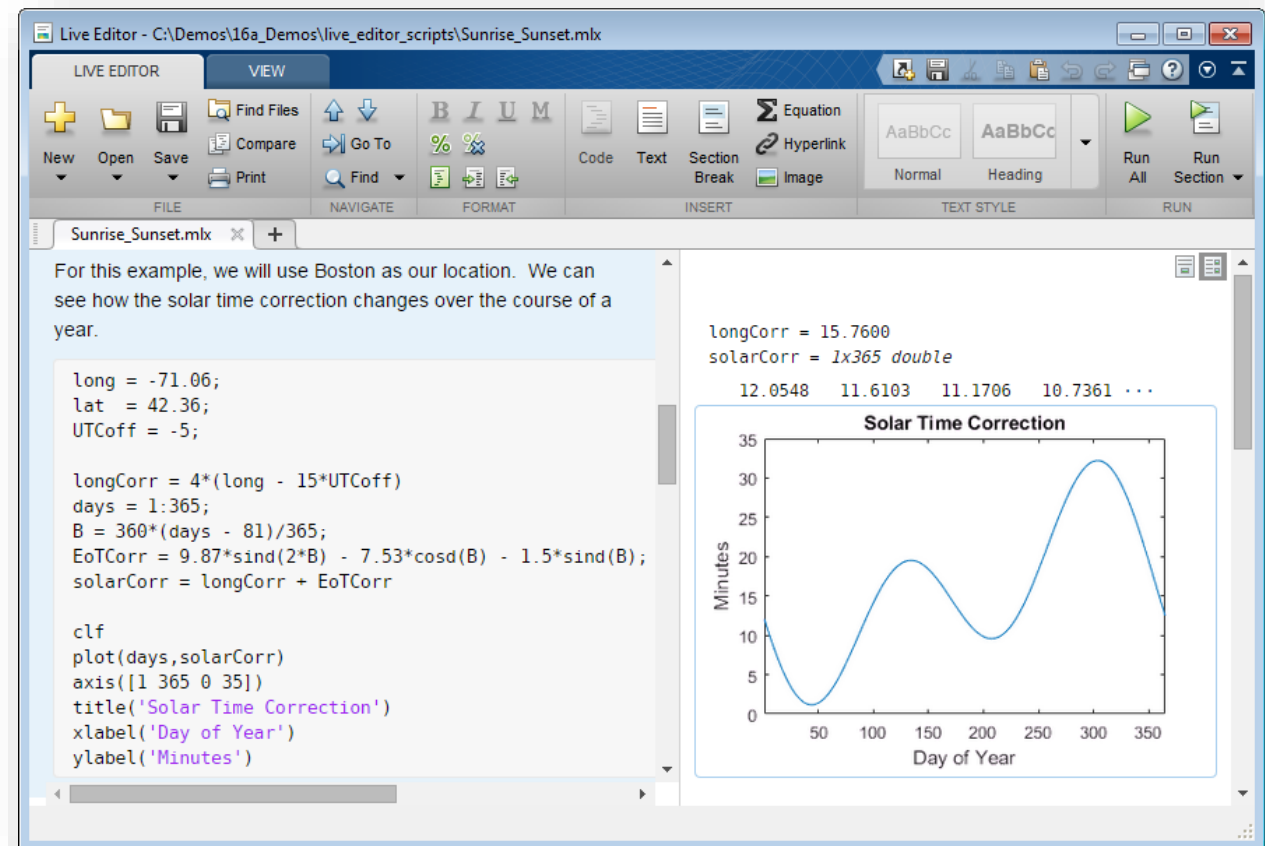 Live Editor - C:\Demos\16a_Demos\live_editor_scripts\Sunrise_Sunset.mlx
LIVE EDITOR VIEW
New
Open
Save
Find Files
Compare
Print
FILE
Go To
Find
NAVIGATE
B I U M
FORMAT
Code
Text
Section Break
Equation
Hyperlink
Image
INSERT
AaBbCc
Normal
AaBbCc
Heading
TEXT STYLE
Run All
Run Section
RUN
Sunrise_Sunset.mlx
For this example, we will use Boston as our location. We can
see how the solar time correction changes over the course of a
year.
long = -71.06;
lat = 42.36;
UTCoff = -5;
longCorr = 4*(long - 15*UTCoff)
days = 1:365;
B = 360*(days - 81)/365;
EoTCorr = 9.87*sind(2*B) - 7.53*cosd(B) - 1.5*sind(B);
solarCorr = longCorr + EoTCorr
clf
plot(days,solarCorr)
axis([1 365 0 35])
title('Solar Time Correction')
xlabel('Day of Year')
ylabel('Minutes')
longCorr = 15.7600
solarCorr = 1x365 double
12.0548 11.6103 11.1706 10.7361 ···
Solar Time Correction
35
30
25
20
15
10
5
0
Minutes
50 100 150 200 250 300 350
Day of Year